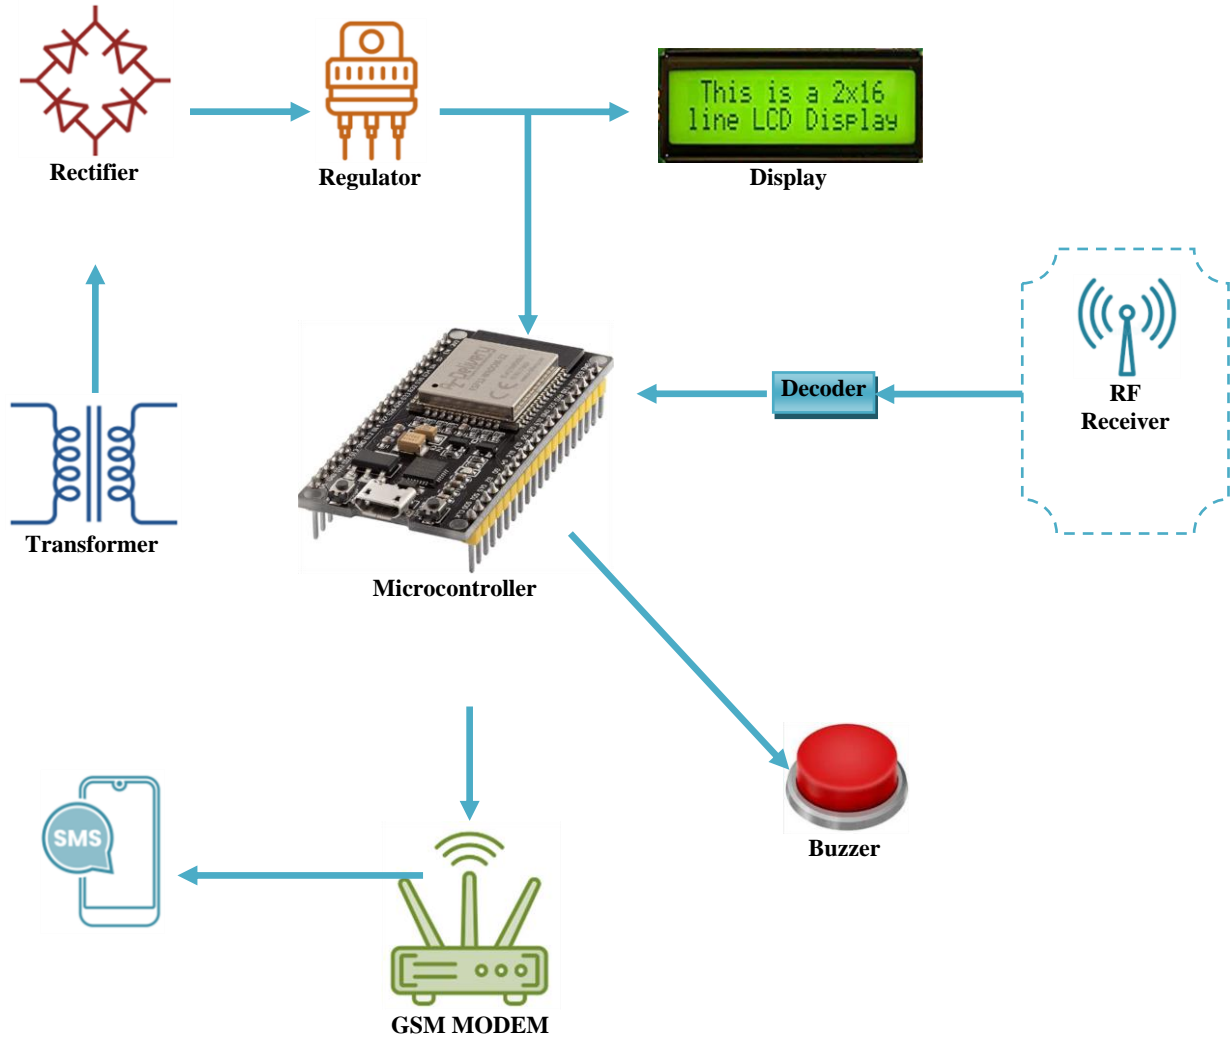 This is a 2x16
line LCD Display
Rectifier
Regulator
Display
RF
Receiver
Decoder
Transformer
Microcontroller
SMS
Buzzer
GSM MODEM